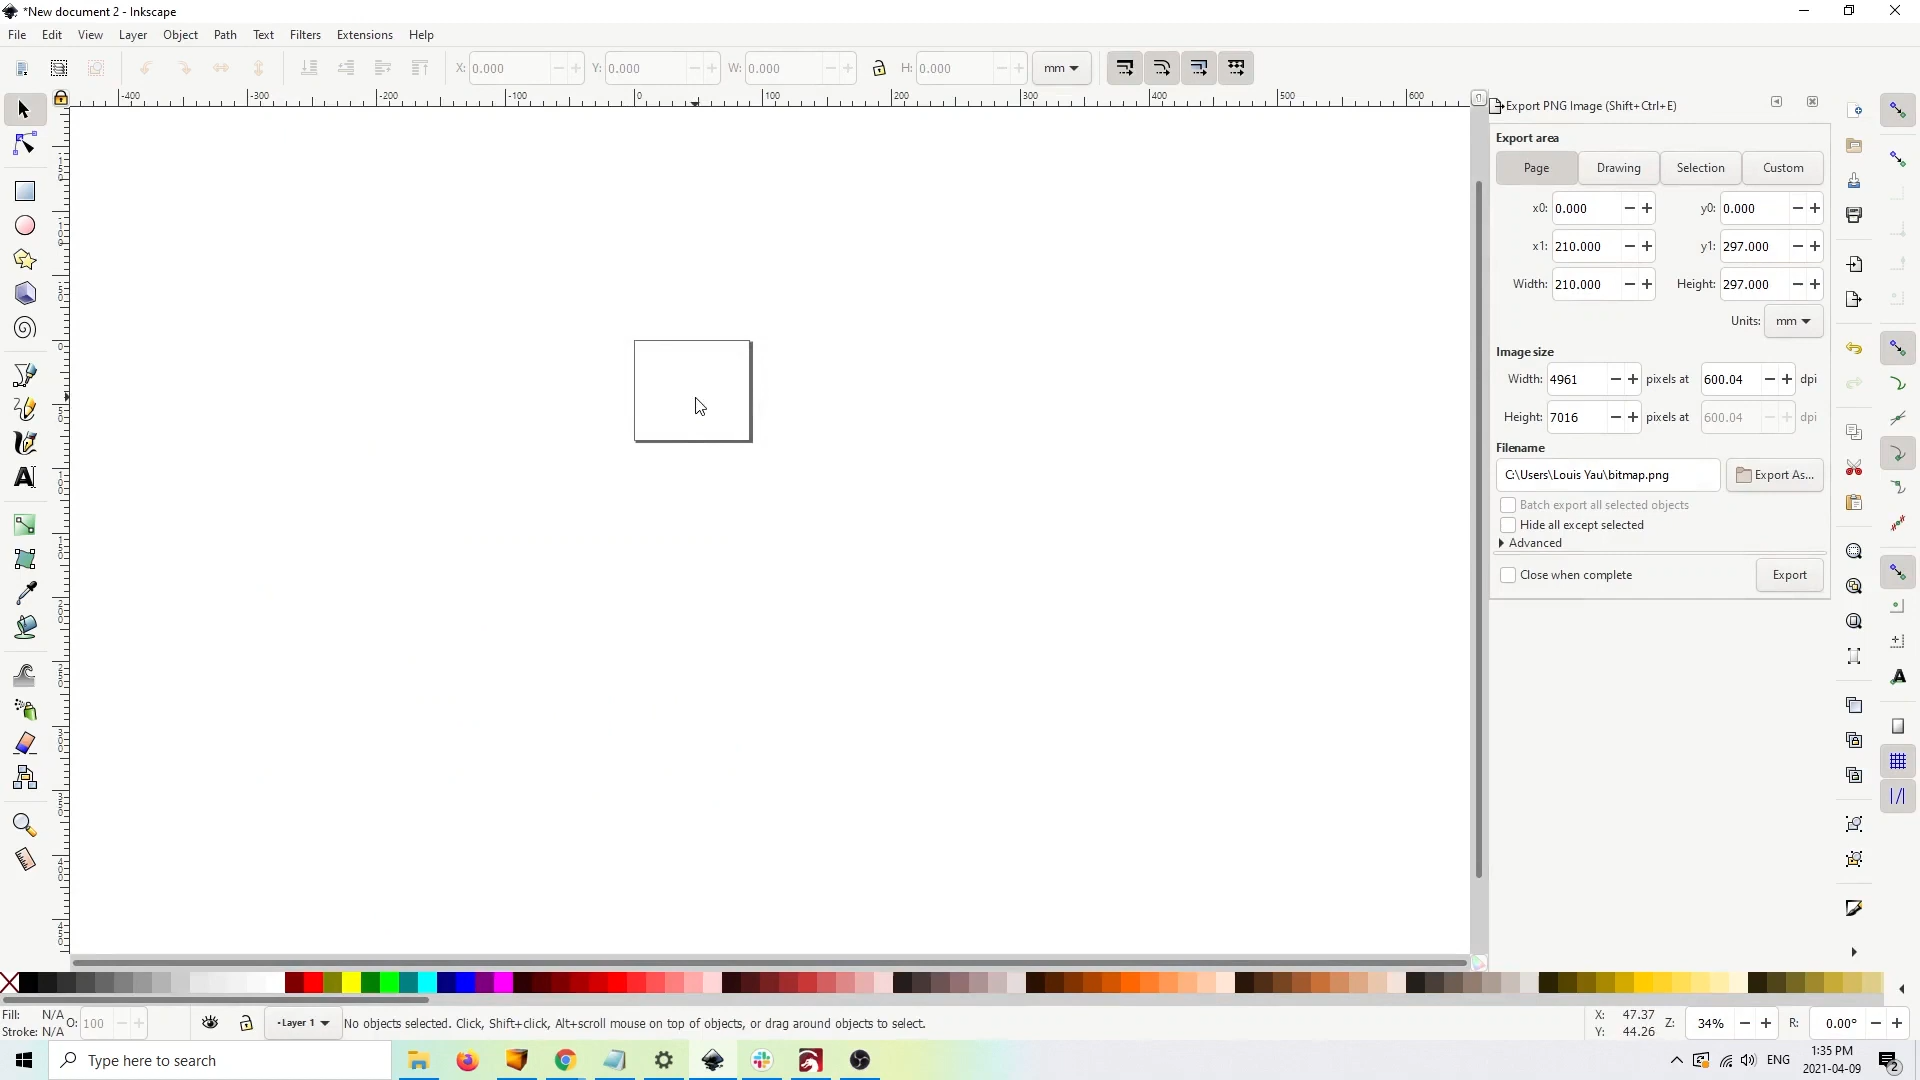 *New document 2 - Inkscape
File Edit View Layer Object Path Text Filters Extensions Help
X: 0.000 Y: 0.000 W: 0.000 H: 0.000 mm
-400 -300 -200 -100 0 100 200 300 400 500 600
Export PNG Image (Shift+Ctrl+E)
Export area
Page Drawing Selection Custom
x0: 0.000 y0: 0.000
x1: 210.000 y1: 297.000
Width: 210.000 Height: 297.000
Units: mm
Image size
Width: 4961 pixels at 600.04 dpi
Height: 7016 pixels at 600.04 dpi
Filename
C:\Users\Louis Yau\bitmap.png Export As...
Batch export all selected objects
Hide all except selected
Advanced
Close when complete Export
Fill: N/A
Stroke: N/A
O: 100
Layer 1
No objects selected. Click, Shift+click, Alt+scroll mouse on top of objects, or drag around objects to select.
X: 47.37
Y: 44.26
Z: 34% R: 0.00°
Type here to search
ENG
1:35 PM
2021-04-09
2